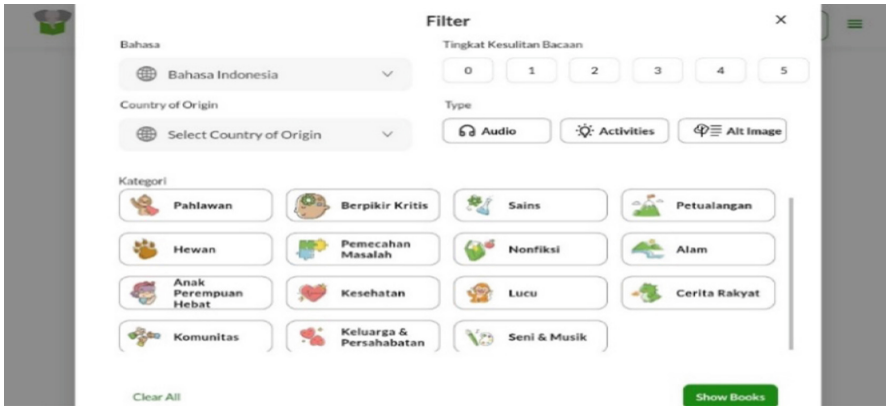 Filter
Bahasa
Tingkat Kesulitan Bacaan
Bahasa Indonesia
0 1 2 3 4 5
Country of Origin
Type
Select Country of Origin
Audio
Activities
Alt Image
Kategori
Pahlawan
Berpikir Kritis
Sains
Petualangan
Hewan
Pemecahan
Masalah
Nonfiksi
Alam
Anak
Perempuan
Hebat
Kesehatan
Lucu
Cerita Rakyat
Komunitas
Keluarga &
Persahabatan
Seni & Musik
Clear All
Show Books